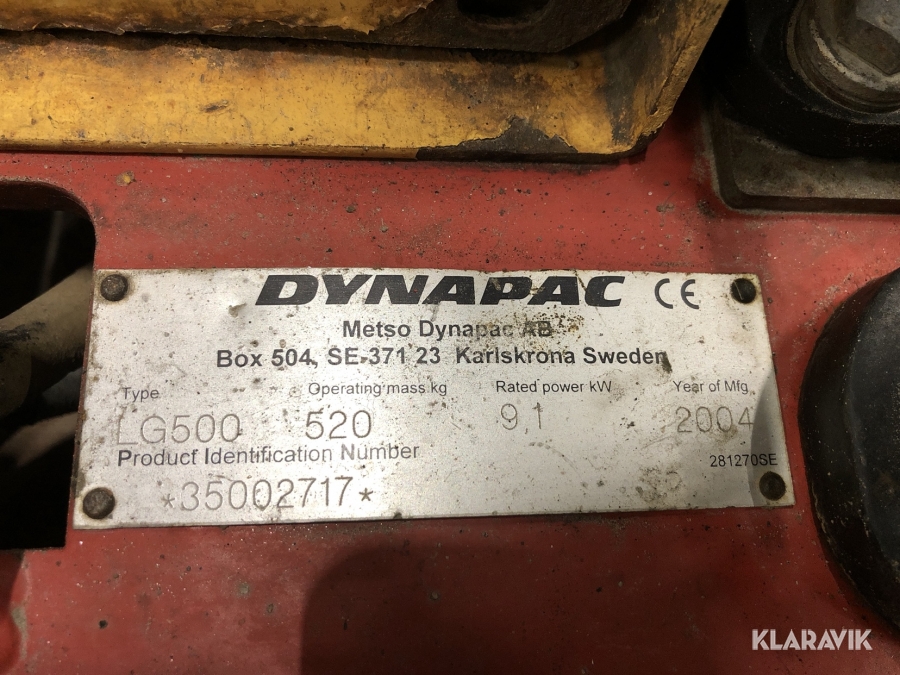 DYNAPAC CE
Metso Dynapac AB
Box 504, SE-371 23 Karlskrona Sweden
Type Operating mass kg Rated power kW Year of Mfg
LG500 520 9,1 2004
Product Identification Number 281270SE
*35002717*
KLARAVIK